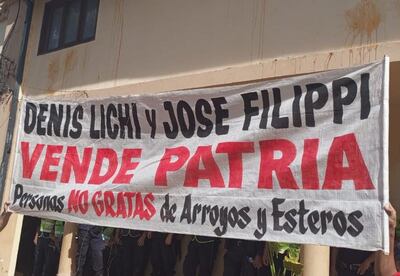 DENIS LICHI y JOSE FILIPPI
VENDE PATRIA
Personas NO GRATAS de Arroyos y Esteros